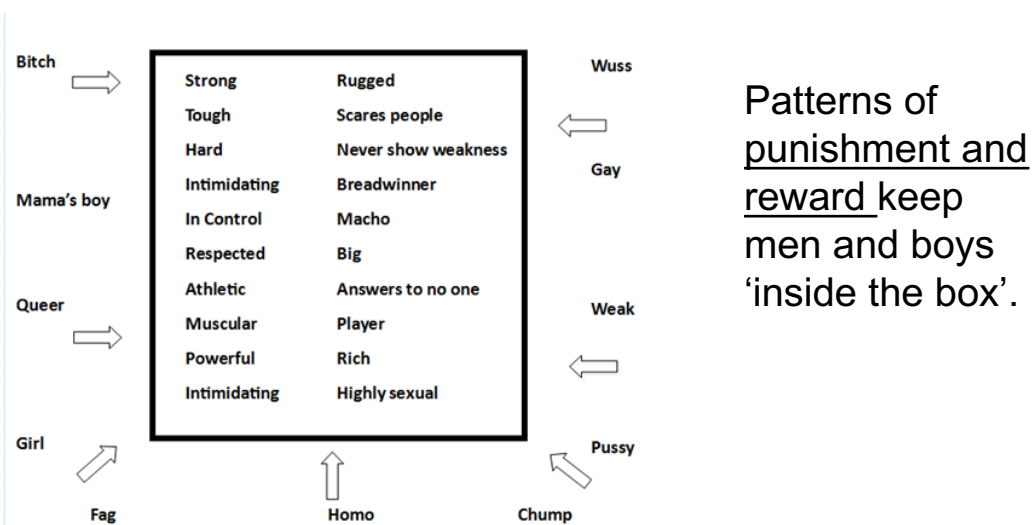 Bitch
Mama's boy
Queer
Girl
Fag
Strong
Tough
Hard
Intimidating
In Control
Respected
Athletic
Muscular
Powerful
Intimidating
Rugged
Scares people
Never show weakness
Breadwinner
Macho
Big
Answers to no one
Player
Rich
Highly sexual
Homo
Wuss
Gay
Weak
Pussy
Chump
Patterns of
punishment and
reward keep
men and boys
‘inside the box’.